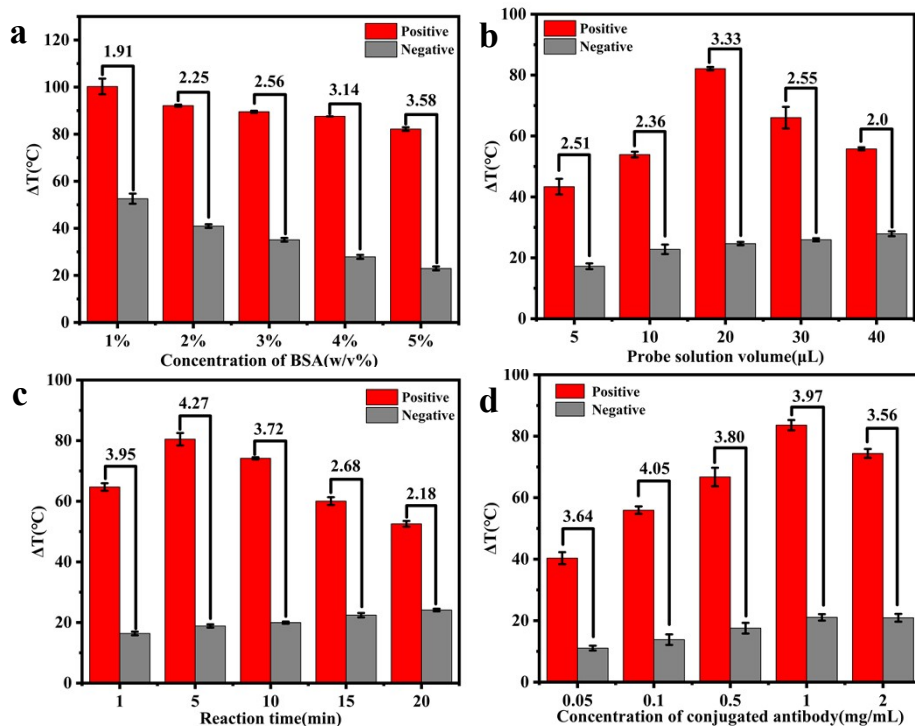 a
Positive
Negative
1.91
2.25
2.56
3.14
3.58
120
100
80
60
40
20
0
ΔT(°C)
1% 2% 3% 4% 5%
Concentration of BSA(w/v%)
b
Positive
Negative
2.51
2.36
3.33
2.55
2.0
100
80
60
40
20
0
ΔT(°C)
5 10 20 30 40
Probe solution volume(μL)
c
Positive
Negative
3.95
4.27
3.72
2.68
2.18
100
80
60
40
20
0
ΔT(°C)
1 5 10 15 20
Reaction time(min)
d
Positive
Negative
3.64
4.05
3.80
3.97
3.56
100
80
60
40
20
0
ΔT(°C)
0.05 0.1 0.5 1 2
Concentration of conjugated antibody(mg/mL)